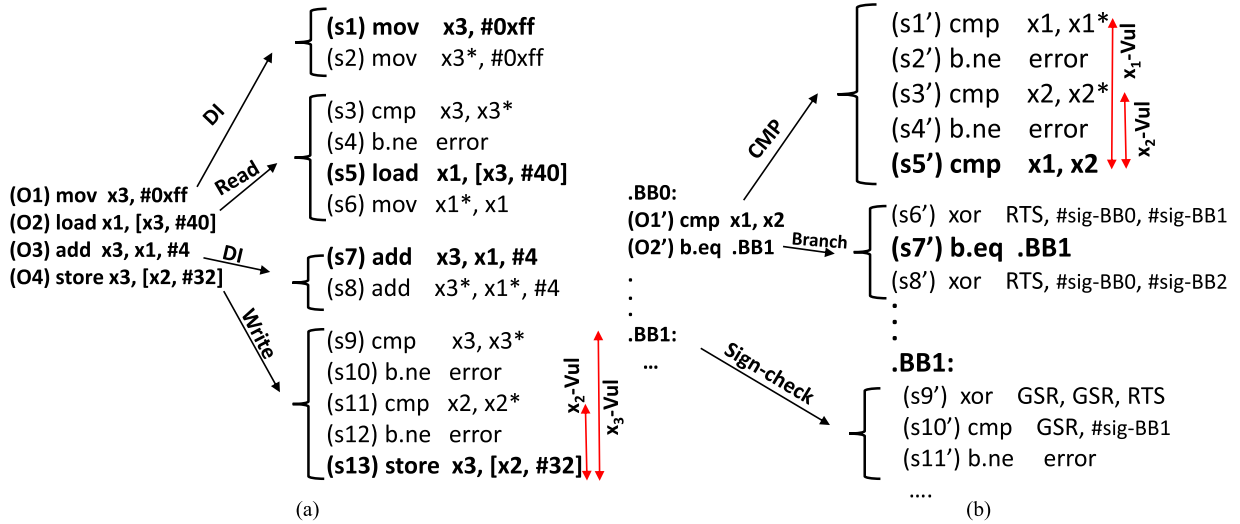 (O1) mov x3, #0xff
(O2) load x1, [x3, #40]
(O3) add x3, x1, #4
(O4) store x3, [x2, #32]
DI
Read
DI
Write
(s1) mov x3, #0xff
(s2) mov x3*, #0xff
(s3) cmp x3, x3*
(s4) b.ne error
(s5) load x1, [x3, #40]
(s6) mov x1*, x1
(s7) add x3, x1, #4
(s8) add x3*, x1*, #4
(s9) cmp x3, x3*
(s10) b.ne error
(s11) cmp x2, x2*
(s12) b.ne error
(s13) store x3, [x2, #32]
x2-Vul
x3-Vul
(a)
.BB0:
(O1’) cmp x1, x2
(O2’) b.eq .BB1
.
.
.
.BB1:
...
CMP
Branch
Sign-check
(s1’) cmp x1, x1*
(s2’) b.ne error
(s3’) cmp x2, x2*
(s4’) b.ne error
(s5’) cmp x1, x2
x1-Vul
x2-Vul
(s6’) xor RTS, #sig-BB0, #sig-BB1
(s7’) b.eq .BB1
(s8’) xor RTS, #sig-BB0, #sig-BB2
.
.
.
.BB1:
(s9’) xor GSR, GSR, RTS
(s10’) cmp GSR, #sig-BB1
(s11’) b.ne error
....
(b)